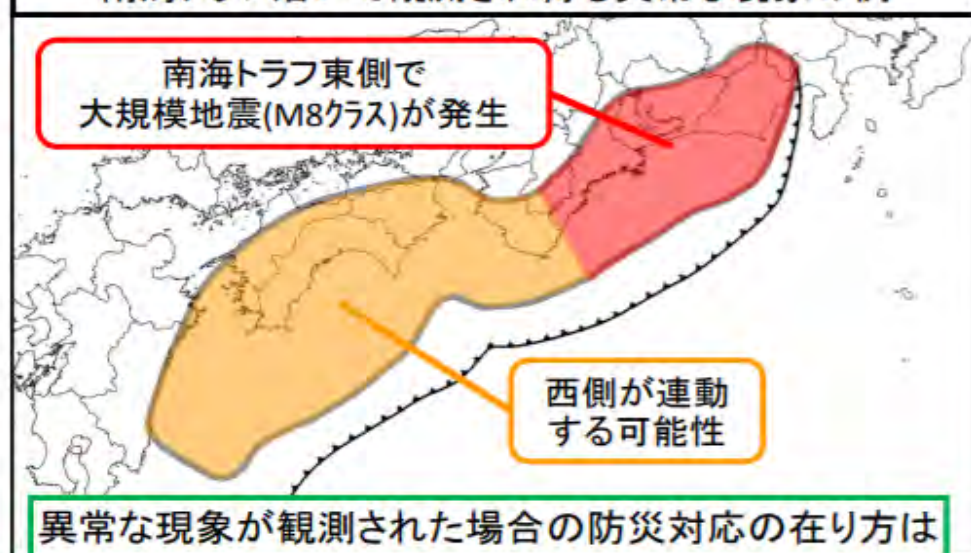 南海トラフ東側で
大規模地震(M8クラス)が発生
西側が連動
する可能性
異常な現象が観測された場合の防災対応の在り方は